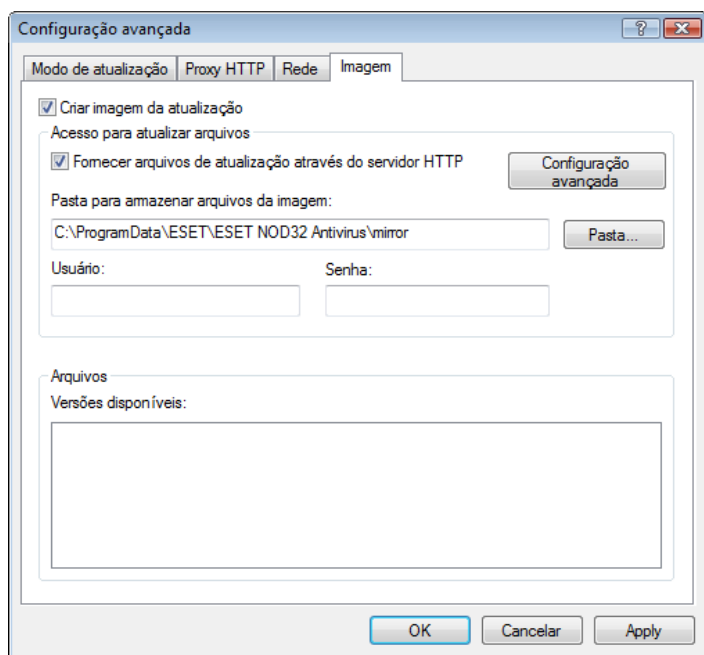 Configuração avançada
Modo de atualização Proxy HTTP Rede Imagem
Criar imagem da atualização
Acesso para atualizar arquivos
Fornecer arquivos de atualização através do servidor HTTP
Configuração
avançada
Pasta para armazenar arquivos da imagem:
C:\ProgramData\ESET\ESET NOD32 Antivirus\mirror
Pasta...
Usuário: Senha:
Arquivos
Versões disponíveis:
OK Cancelar Apply